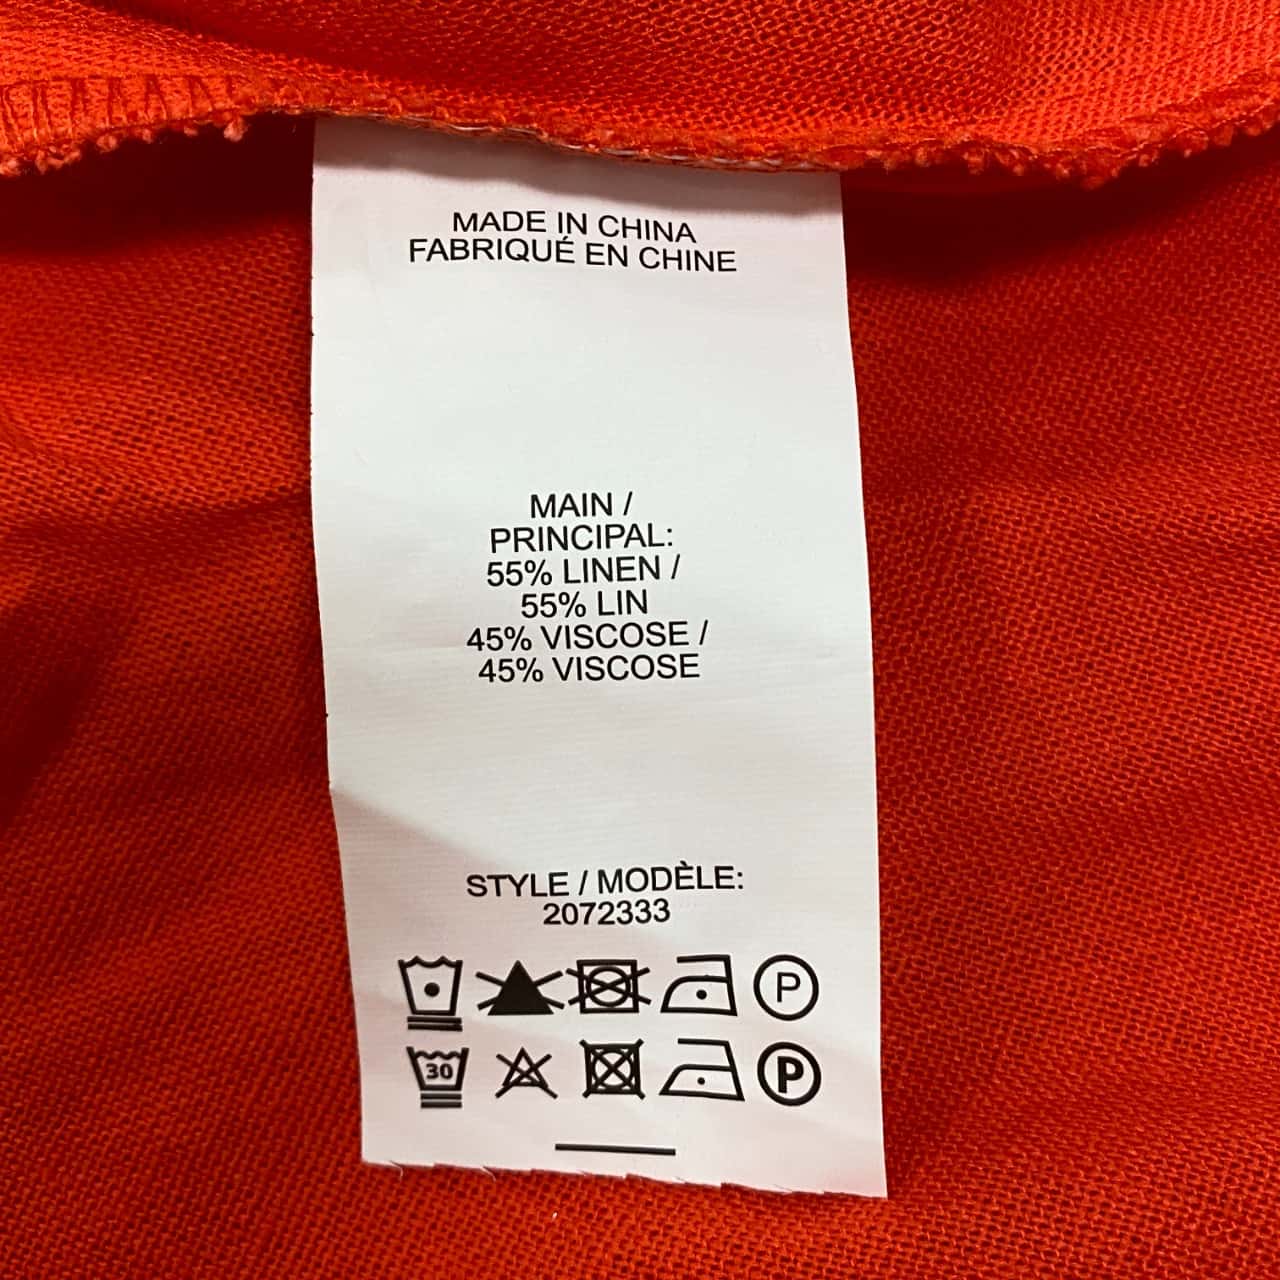 MADE IN CHINA
FABRIQUÉ EN CHINE
MAIN /
PRINCIPAL:
55% LINEN /
55% LIN
45% VISCOSE /
45% VISCOSE
STYLE / MODÈLE:
2072333
P
30 P